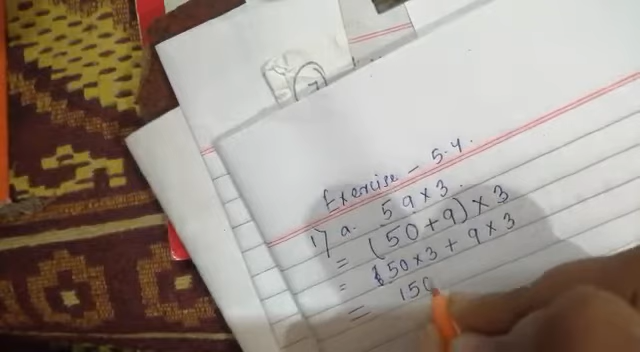 Exercise - 5.4.
1) a. 59 × 3.
= (50+9) × 3
= 50 × 3 + 9 × 3
= 150